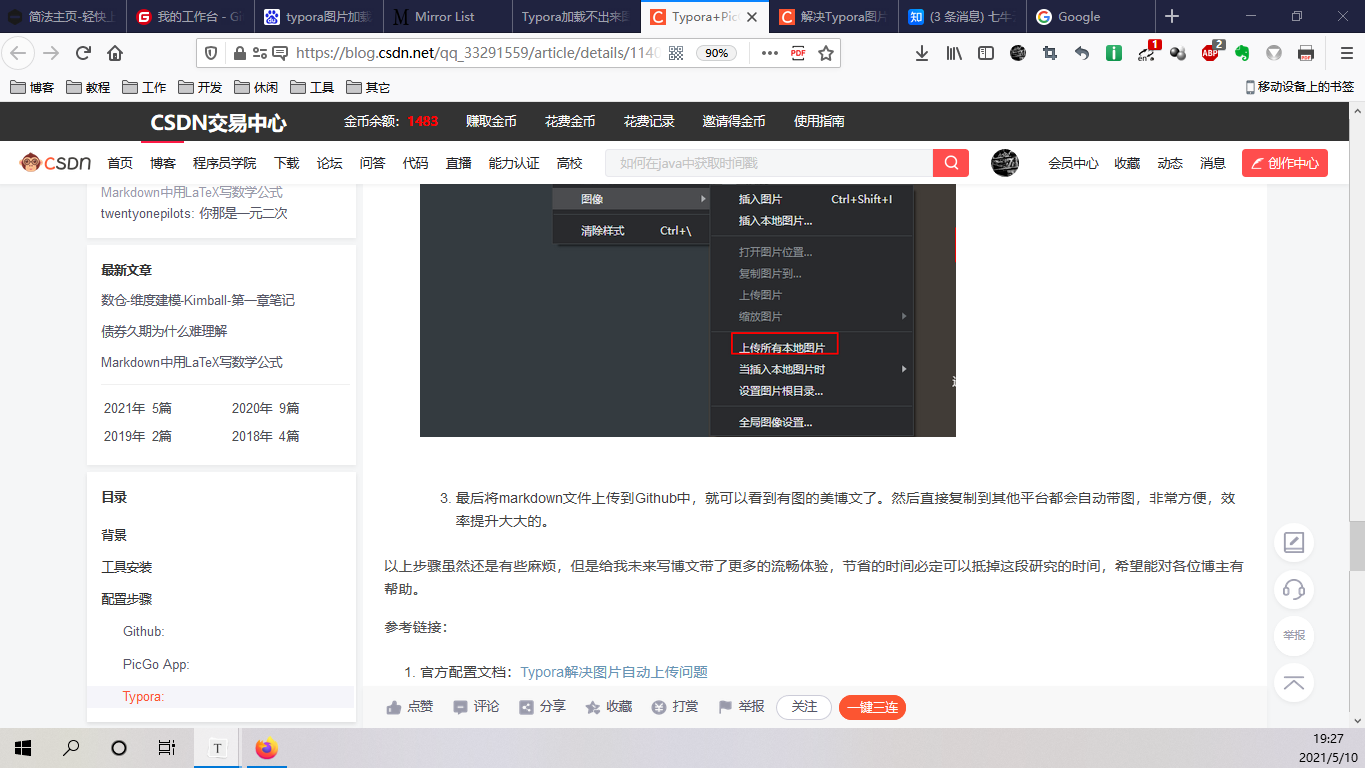 简法主页-轻快上
我的工作台 - Gi
typora图片加载
Mirror List
Typora加载不出来图
Typora+Pic
解决Typora图片
(3 条消息) 七牛云
Google
https://blog.csdn.net/qq_33291559/article/details/1140
90%
博客 教程 工作 开发 休闲 工具 其它
移动设备上的书签
CSDN交易中心 金币余额：1483 赚取金币 花费金币 花费记录 邀请得金币 使用指南
CSDN 首页 博客 程序员学院 下载 论坛 问答 代码 直播 能力认证 高校 如何在java中获取时间戳 会员中心 收藏 动态 消息 创作中心
Markdown中用LaTeX写数学公式
twentyonepilots: 你那是一元二次
最新文章
数仓-维度建模-Kimball-第一章笔记
债券久期为什么难理解
Markdown中用LaTeX写数学公式
2021年 5篇 2020年 9篇
2019年 2篇 2018年 4篇
目录
背景
工具安装
配置步骤
Github:
PicGo App:
Typora:
图像
清除样式 Ctrl+\
插入图片 Ctrl+Shift+I
插入本地图片...
打开图片位置...
复制图片到...
上传图片
缩放图片
上传所有本地图片
当插入本地图片时
设置图片根目录...
全局图像设置...
3. 最后将markdown文件上传到Github中，就可以看到有图的美博文了。然后直接复制到其他平台都会自动带图，非常方便，效
率提升大大的。
以上步骤虽然还是有些麻烦，但是给我未来写博文带了更多的流畅体验，节省的时间必定可以抵掉这段研究的时间，希望能对各位博主有
帮助。
参考链接：
1. 官方配置文档：Typora解决图片自动上传问题
点赞 评论 分享 收藏 打赏 举报 关注 一键三连
举报
19:27
2021/5/10